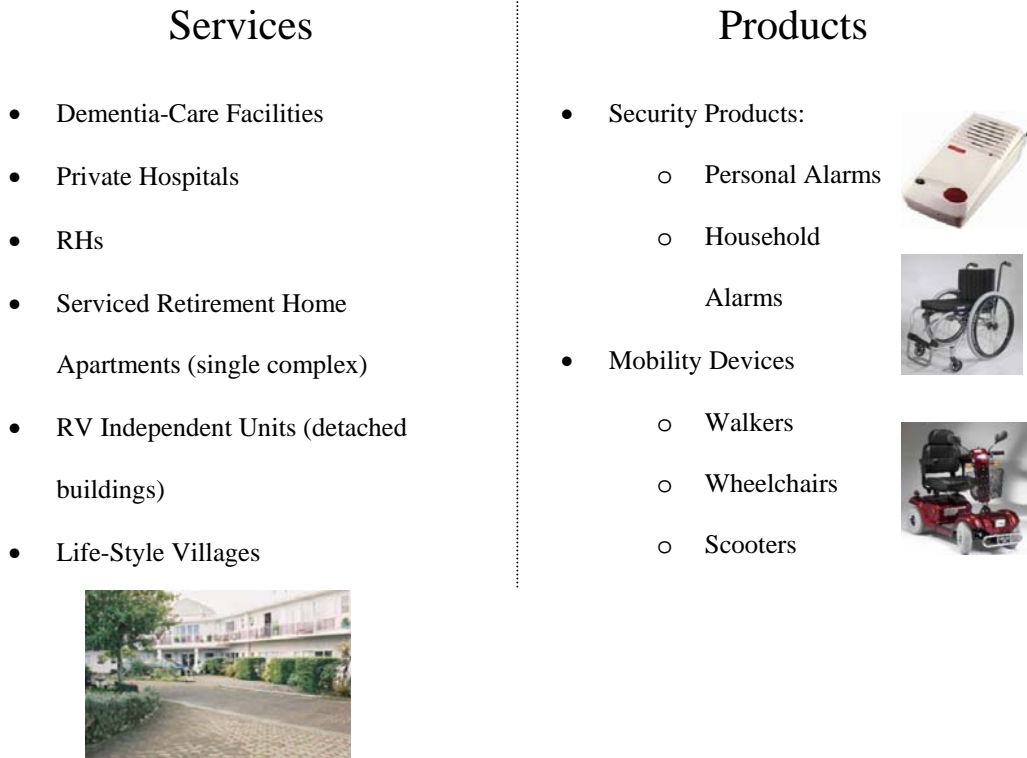 Services
• Dementia-Care Facilities
• Private Hospitals
• RHs
• Serviced Retirement Home
Apartments (single complex)
• RV Independent Units (detached
buildings)
• Life-Style Villages
Products
• Security Products:
o Personal Alarms
o Household
Alarms
• Mobility Devices
o Walkers
o Wheelchairs
o Scooters